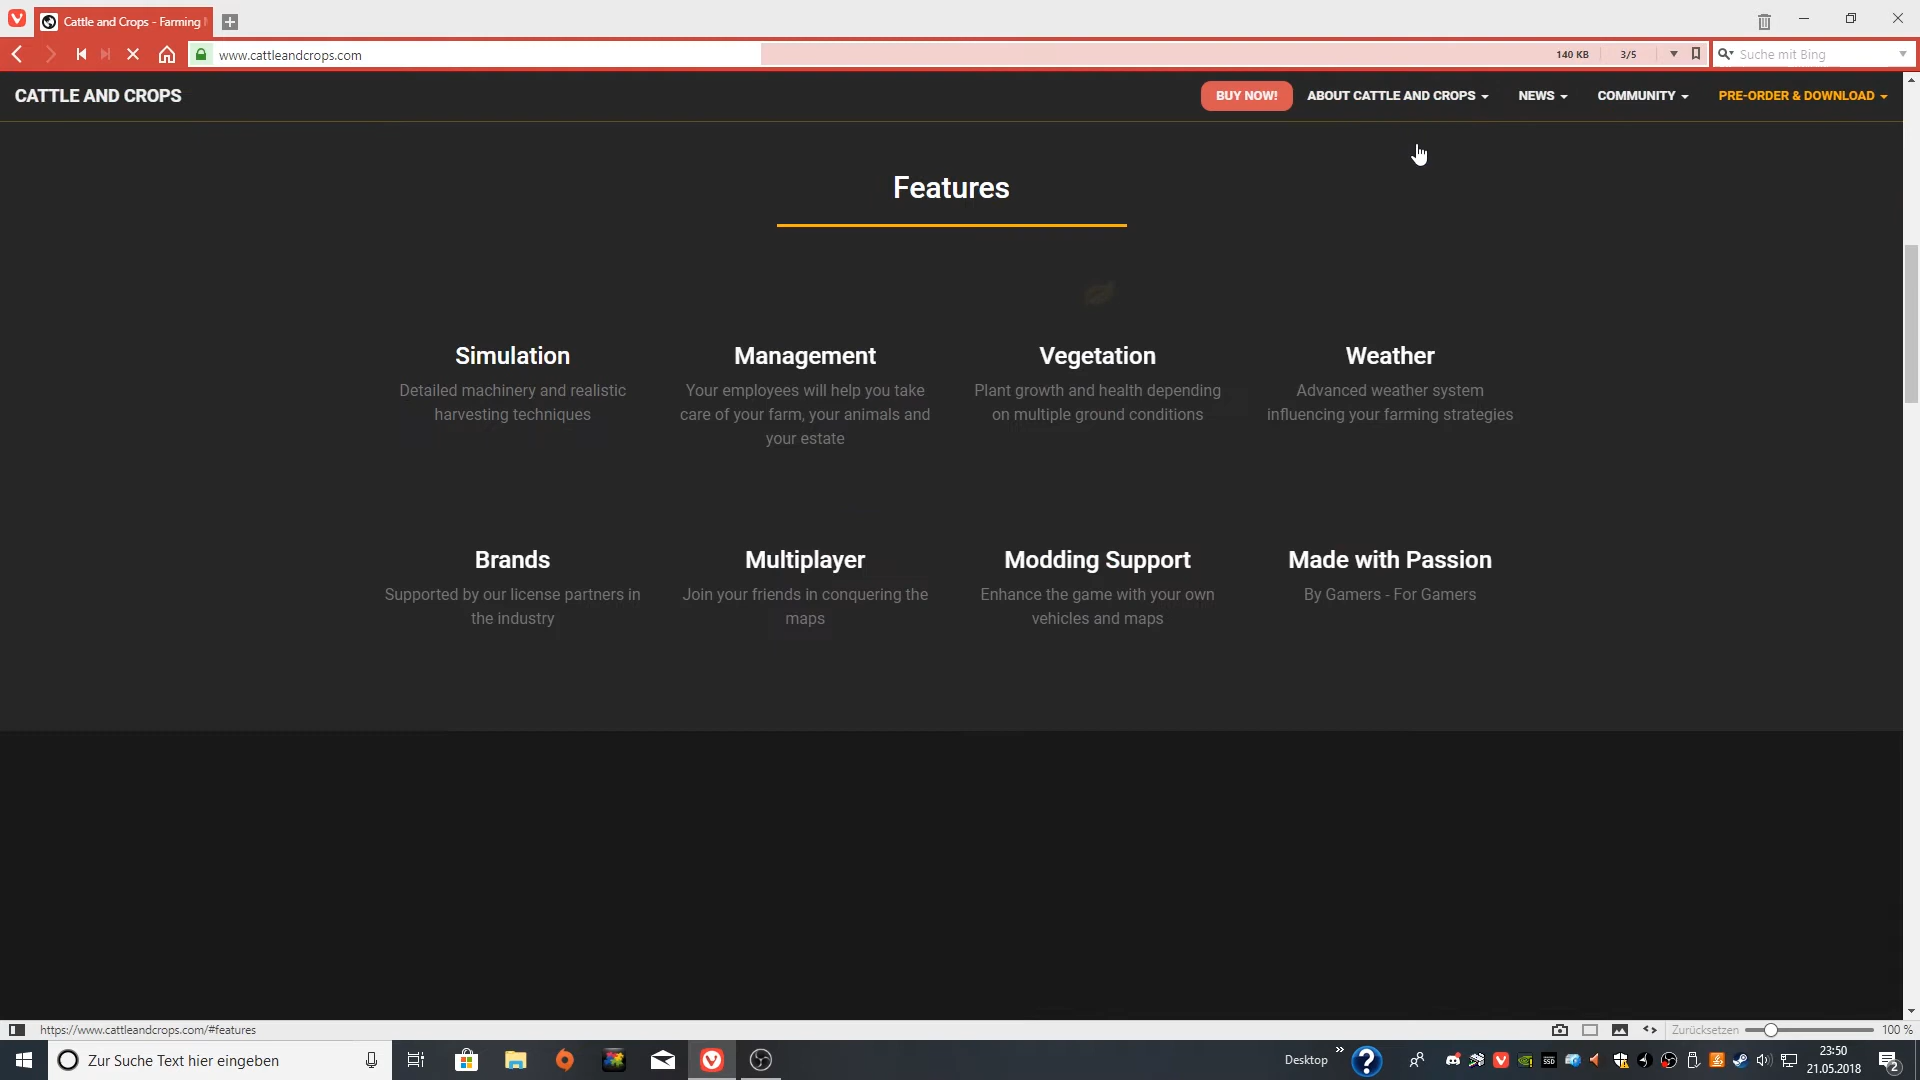 Cattle and Crops - Farming
www.cattleandcrops.com
140 KB
3/5
Suche mit Bing
CATTLE AND CROPS
BUY NOW!
ABOUT CATTLE AND CROPS
NEWS
COMMUNITY
PRE-ORDER & DOWNLOAD
Features
Simulation
Detailed machinery and realistic
harvesting techniques
Management
Your employees will help you take
care of your farm, your animals and
your estate
Vegetation
Plant growth and health depending
on multiple ground conditions
Weather
Advanced weather system
influencing your farming strategies
Brands
Supported by our license partners in
the industry
Multiplayer
Join your friends in conquering the
maps
Modding Support
Enhance the game with your own
vehicles and maps
Made with Passion
By Gamers - For Gamers
https://www.cattleandcrops.com/#features
Zurücksetzen
100 %
Zur Suche Text hier eingeben
Desktop
SSD
23:50
21.05.2018
2